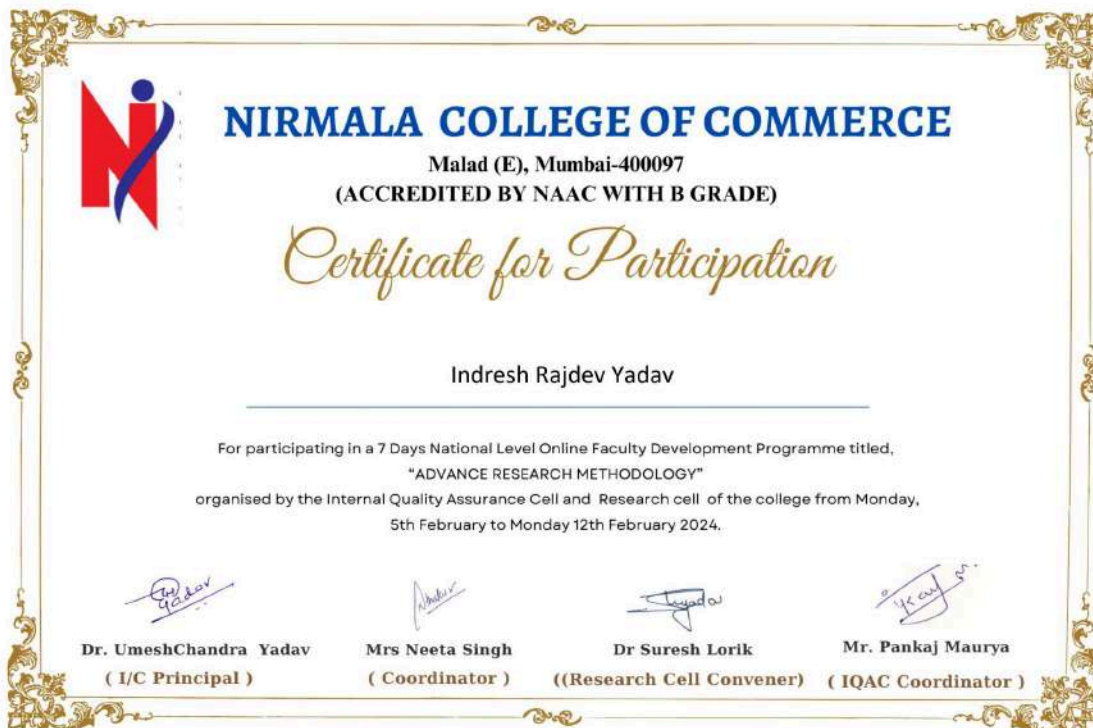 NIRMALA COLLEGE OF COMMERCE
Malad (E), Mumbai-400097
(ACCREDITED BY NAAC WITH B GRADE)
Certificate for Participation
Indresh Rajdev Yadav
For participating in a 7 Days National Level Online Faculty Development Programme titled,
“ADVANCE RESEARCH METHODOLOGY”
organised by the Internal Quality Assurance Cell and Research cell of the college from Monday,
5th February to Monday 12th February 2024.
Dr. UmeshChandra Yadav
Mrs Neeta Singh
Dr Suresh Lorik
Mr. Pankaj Maurya
( I/C Principal )
( Coordinator )
((Research Cell Convener)
( IQAC Coordinator )